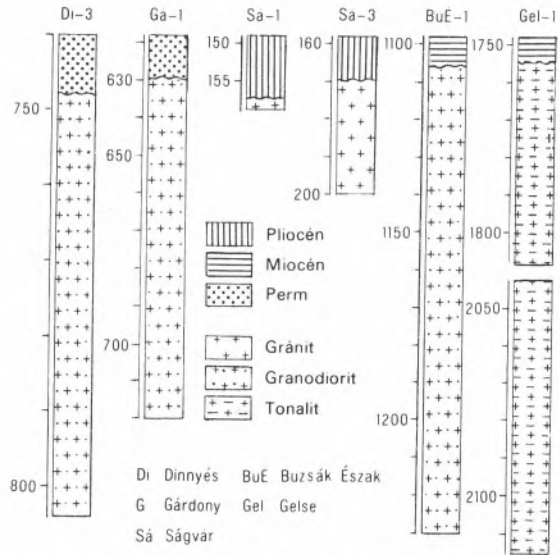 Di-3 Ga-1 Sa-1 Sa-3 BuÉ-1 Gel-1
150 160 1100 1750
630 155
750
650
200
Pliocén
1150
1800
Miocén
Perm
2050
Gránit
700
Granodiorit
1200
Tonalit
2100
800
Di Dinnyés BuE Buzsák Észak
G Gárdony Gel Gelse
Sá Ságvár